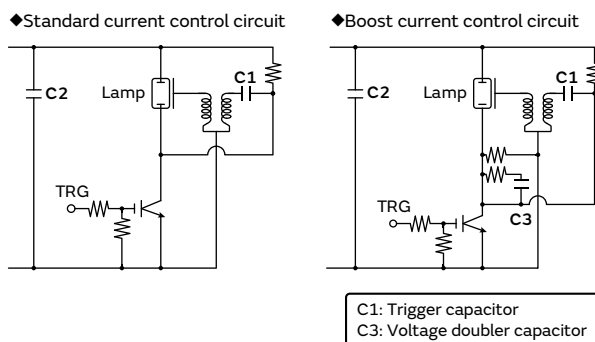 ◆Standard current control circuit
C2
Lamp
C1
TRG
◆Boost current control circuit
C2
Lamp
C1
TRG
C3
C1: Trigger capacitor
C3: Voltage doubler capacitor